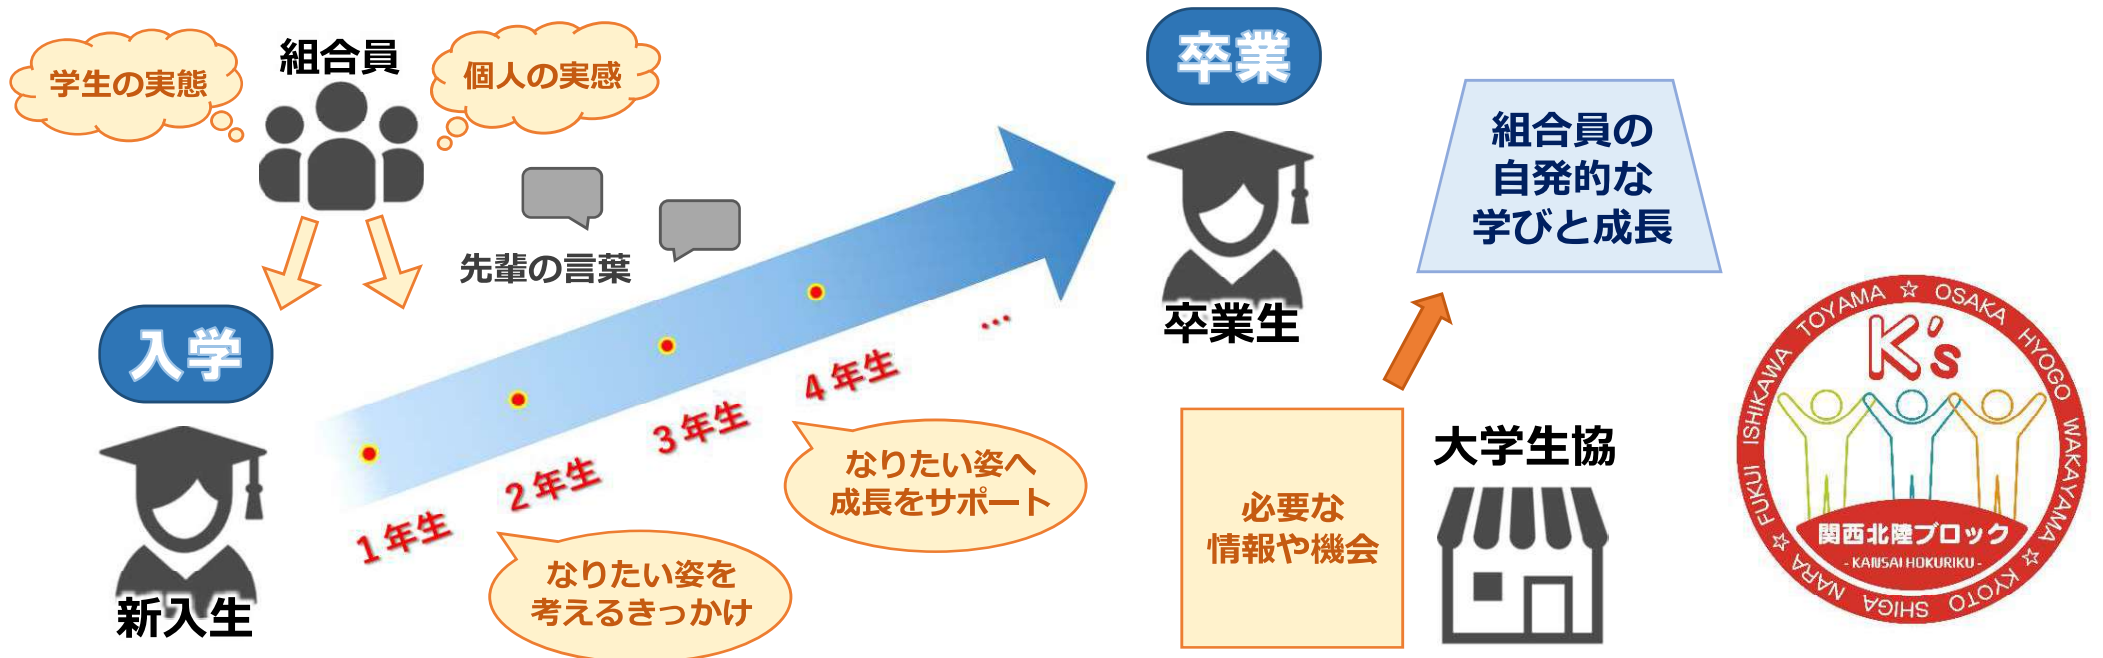 学生の実態
組合員
個人の実感
先輩の言葉
入学
新入生
1年生
2年生
3年生
4年生
…
なりたい姿を
考えるきっかけ
なりたい姿へ
成長をサポート
卒業
卒業生
組合員の
自発的な
学びと成長
必要な
情報や機会
大学生協
FUKUI ISHIKAWA TOYAMA ☆ OSAKA HYOGO WAKAYAMA ☆ KYOTO SHIGA NARA ☆
K's
関西北陸ブロック
- KANSAI HOKURIKU -